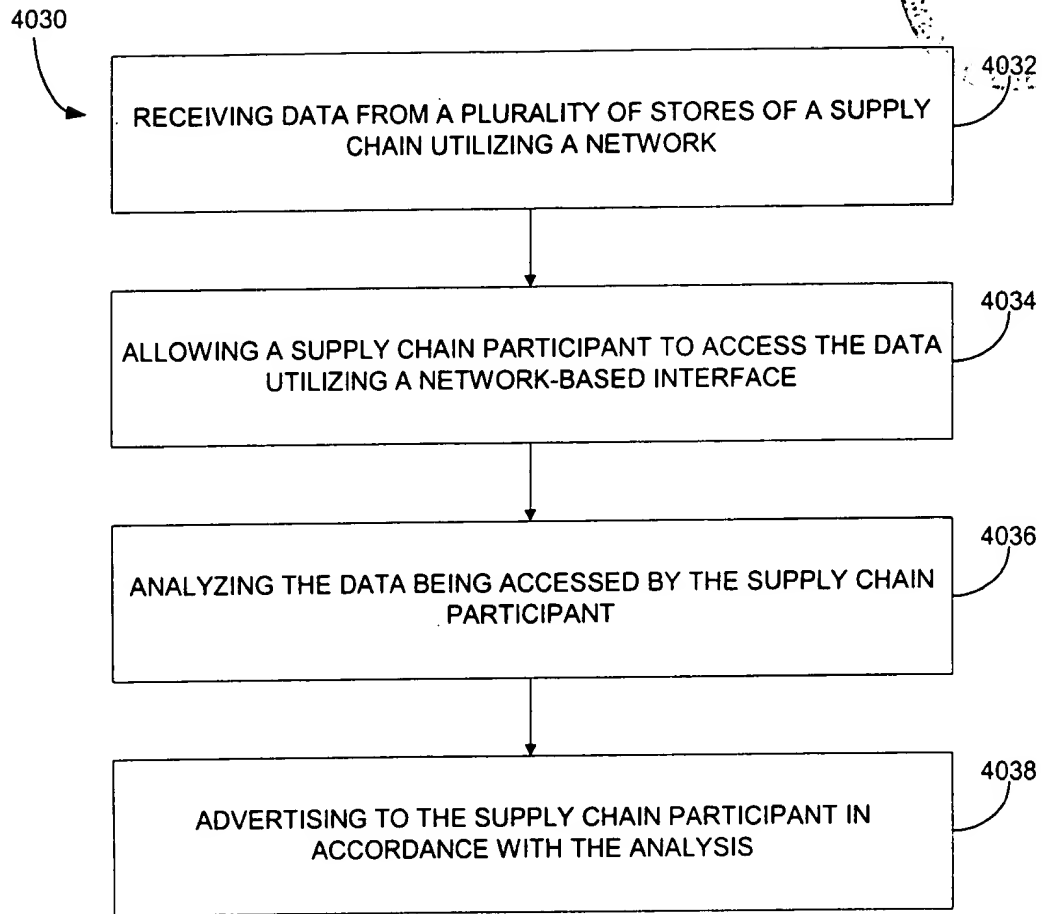 4030
4032
RECEIVING DATA FROM A PLURALITY OF STORES OF A SUPPLY
CHAIN UTILIZING A NETWORK
4034
ALLOWING A SUPPLY CHAIN PARTICIPANT TO ACCESS THE DATA
UTILIZING A NETWORK-BASED INTERFACE
4036
ANALYZING THE DATA BEING ACCESSED BY THE SUPPLY CHAIN
PARTICIPANT
4038
ADVERTISING TO THE SUPPLY CHAIN PARTICIPANT IN
ACCORDANCE WITH THE ANALYSIS